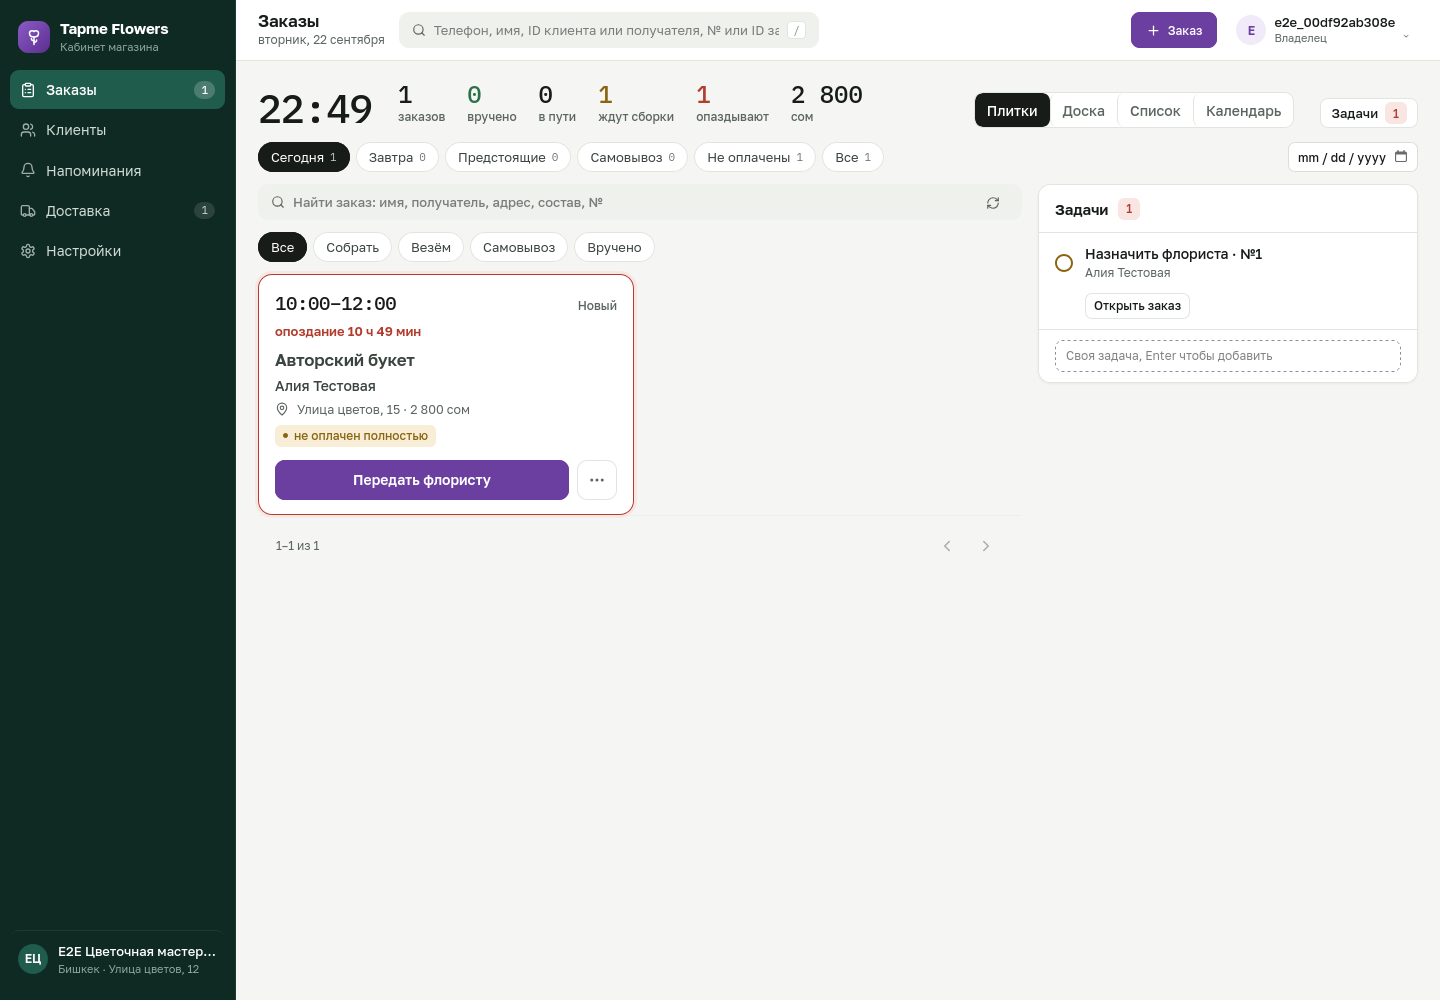 Tapme Flowers
Кабинет магазина
Заказы 1
Клиенты
Напоминания
Доставка 1
Настройки
E2E Цветочная мастер...
Бишкек · Улица цветов, 12
ЕЦ
Заказы
вторник, 22 сентября
Телефон, имя, ID клиента или получателя, № или ID за
/
+ Заказ
E
e2e_00df92ab308e
Владелец
22:49
1 заказов
0 вручено
0 в пути
1 ждут сборки
1 опаздывают
2 800 сом
Плитки Доска Список Календарь
Задачи 1
Сегодня 1 Завтра 0 Предстоящие 0 Самовывоз 0 Не оплачены 1 Все 1
mm / dd / yyyy
Найти заказ: имя, получатель, адрес, состав, №
Все Собрать Везём Самовывоз Вручено
10:00–12:00 Новый
опоздание 10 ч 49 мин
Авторский букет
Алия Тестовая
Улица цветов, 15 · 2 800 сом
не оплачен полностью
Передать флористу
1–1 из 1
Задачи 1
Назначить флориста · №1
Алия Тестовая
Открыть заказ
Своя задача, Enter чтобы добавить